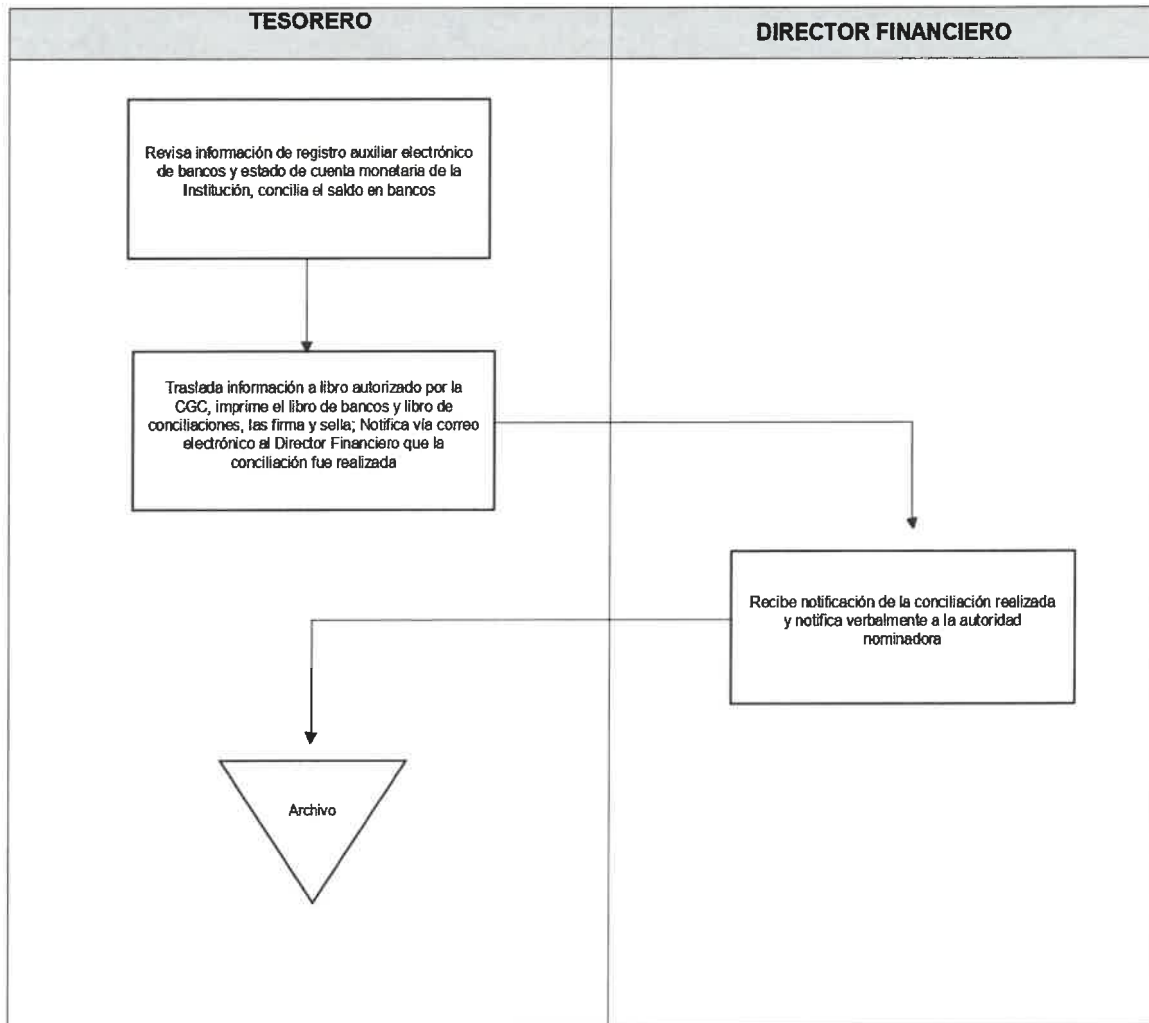 TESORERO
DIRECTOR FINANCIERO
Revisa información de registro auxiliar electrónico
de bancos y estado de cuenta monetaria de la
Institución, concilia el saldo en bancos
Traslada información a libro autorizado por la
CGC, imprime el libro de bancos y libro de
conciliaciones, las firma y sella; Notifica vía correo
electrónico al Director Financiero que la
conciliación fue realizada
Recibe notificación de la conciliación realizada
y notifica verbalmente a la autoridad
nominadora
Archivo